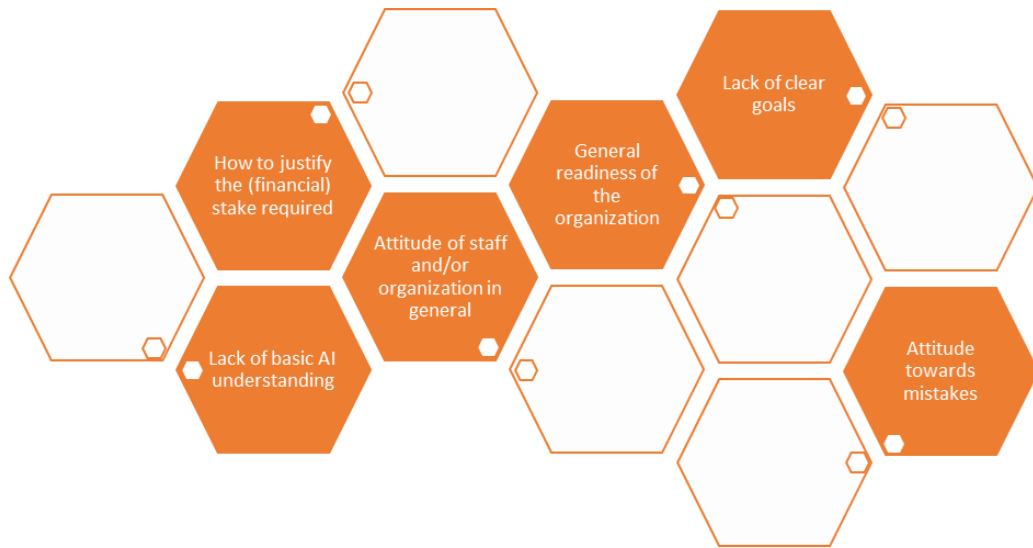 How to justify
the (financial)
stake required
Lack of basic AI
understanding
Attitude of staff
and/or
organization in
general
General
readiness of
the
organization
Lack of clear
goals
Attitude
towards
mistakes